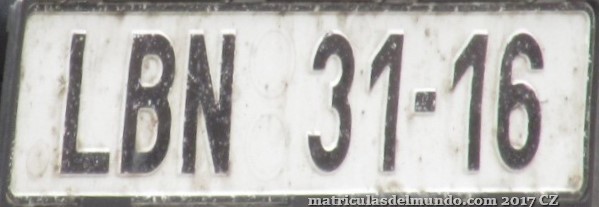 LBN 31-16
matriculasdelmundo.com 2017 CZ